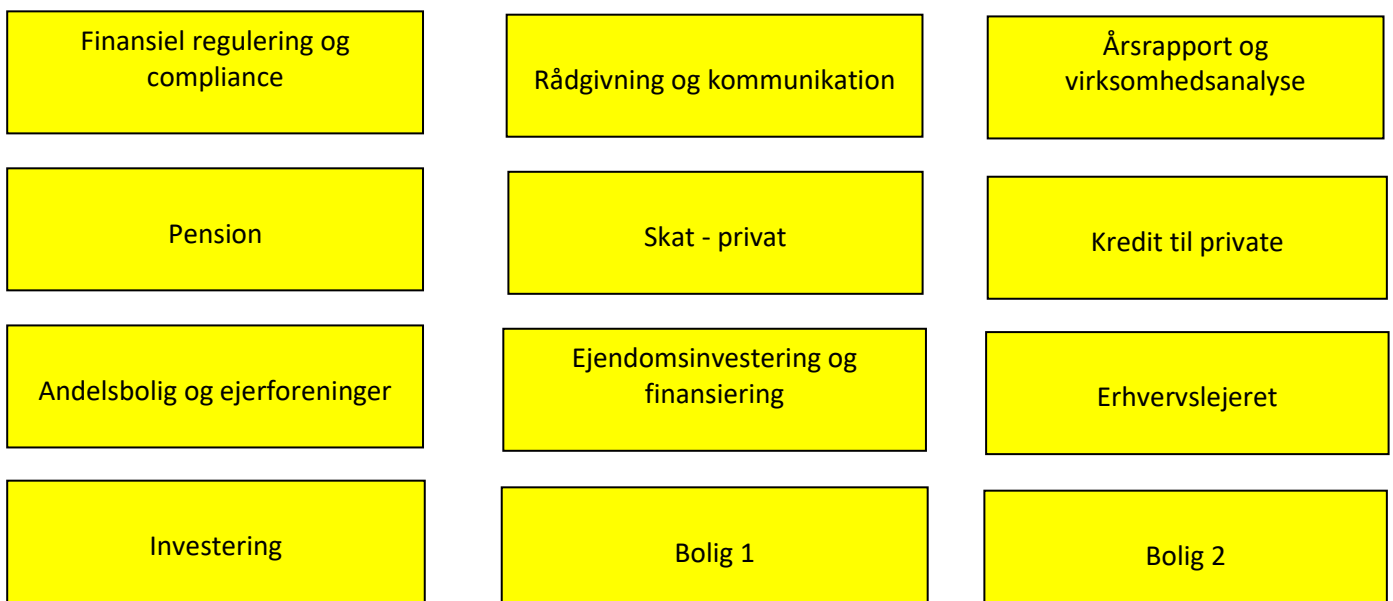 Finansiel regulering og
compliance
Rådgivning og kommunikation
Årsrapport og
virksomhedsanalyse
Pension
Skat - privat
Kredit til private
Andelsbolig og ejerforeninger
Ejendomsinvestering og
finansiering
Erhvervslejeret
Investering
Bolig 1
Bolig 2